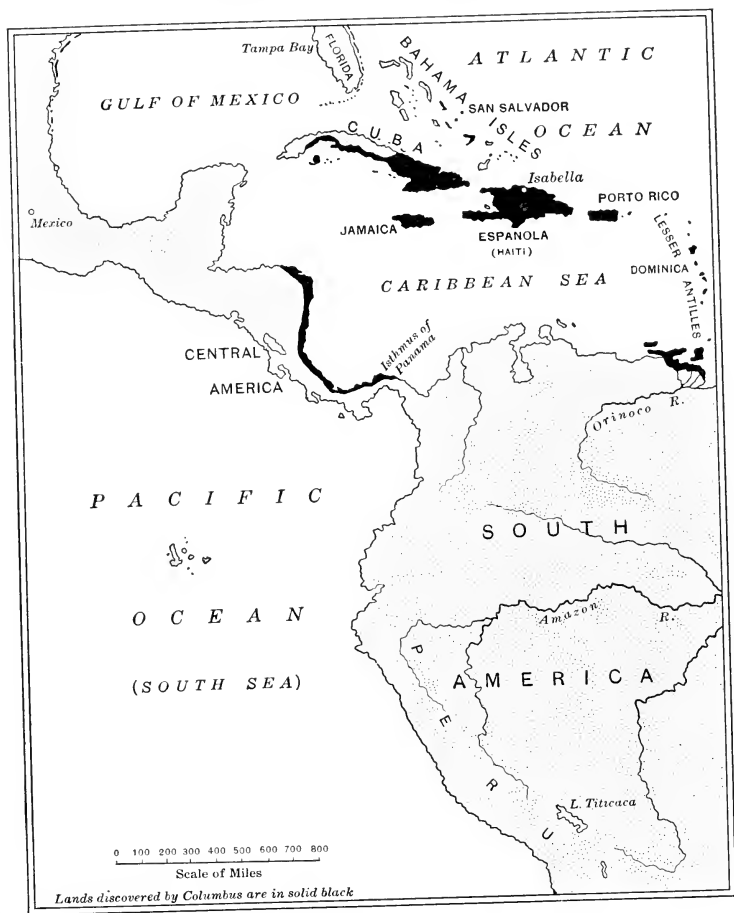 Tampa Bay
FLORIDA
ATLANTIC
BAHAMA ISLES
GULF OF MEXICO
SAN SALVADOR
OCEAN
CUBA
Isabella
PORTO RICO
Mexico
JAMAICA
ESPANOLA
(HAITI)
LESSER ANTILLES
DOMINICA
CARIBBEAN SEA
CENTRAL
AMERICA
Isthmus of
Panama
Orinoco R.
PACIFIC
OCEAN
(SOUTH SEA)
SOUTH
AMERICA
Amazon R.
PERU
L. Titicaca
0 100 200 300 400 500 600 700 800
Scale of Miles
Lands discovered by Columbus are in solid black